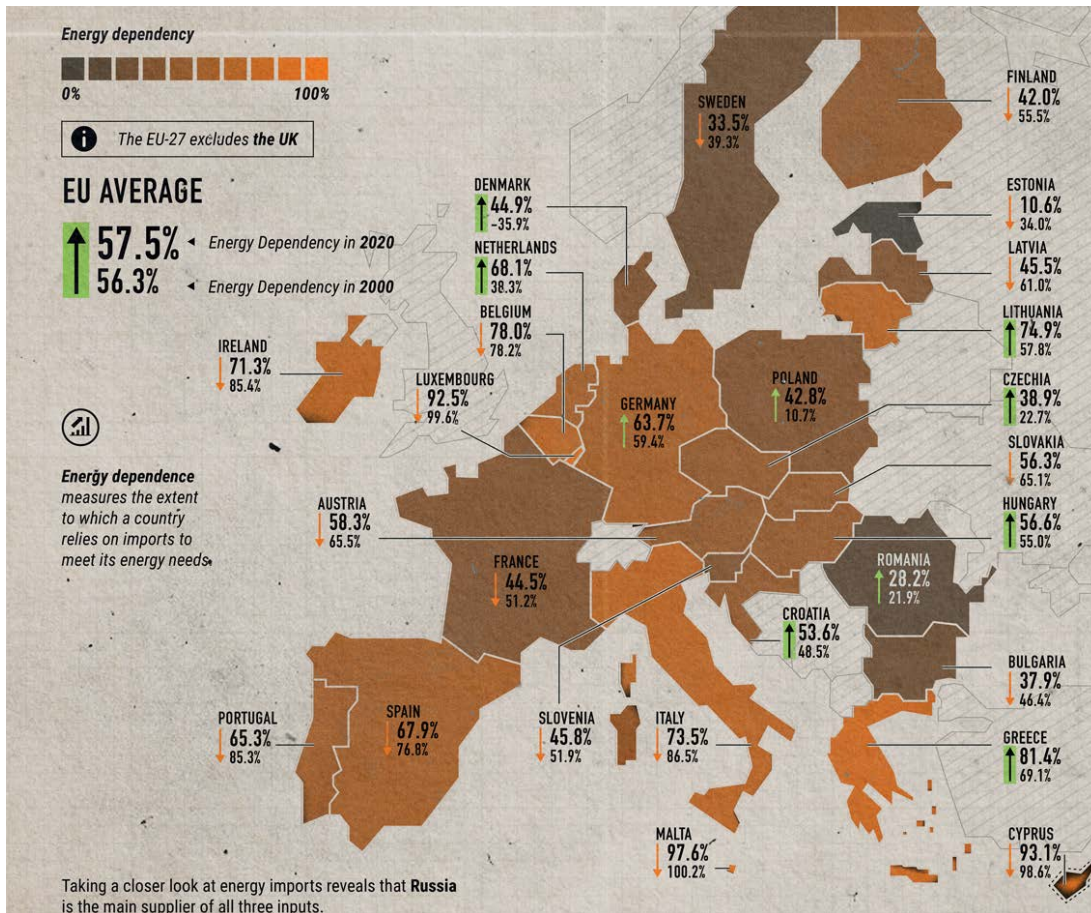 Energy dependency
0%
100%
The EU-27 excludes the UK
EU AVERAGE
57.5%
Energy Dependency in 2020
56.3%
Energy Dependency in 2000
SWEDEN
33.5%
39.3%
FINLAND
42.0%
55.5%
DENMARK
44.9%
-35.9%
NETHERLANDS
68.1%
38.3%
BELGIUM
78.0%
78.2%
ESTONIA
10.6%
34.0%
LATVIA
45.5%
61.0%
LITHUANIA
74.9%
57.8%
IRELAND
71.3%
85.4%
LUXEMBOURG
92.5%
99.6%
GERMANY
63.7%
59.4%
POLAND
42.8%
10.7%
CZECHIA
38.9%
22.7%
SLOVAKIA
56.3%
65.1%
HUNGARY
56.6%
55.0%
Energy dependence
measures the extent
to which a country
relies on imports to
meet its energy needs.
AUSTRIA
58.3%
65.5%
FRANCE
44.5%
51.2%
ROMANIA
28.2%
21.9%
CROATIA
53.6%
48.5%
BULGARIA
37.9%
46.4%
PORTUGAL
65.3%
85.3%
SPAIN
67.9%
76.8%
SLOVENIA
45.8%
51.9%
ITALY
73.5%
86.5%
GREECE
81.4%
69.1%
MALTA
97.6%
100.2%
CYPRUS
93.1%
98.6%
Taking a closer look at energy imports reveals that Russia
is the main supplier of all three inputs.